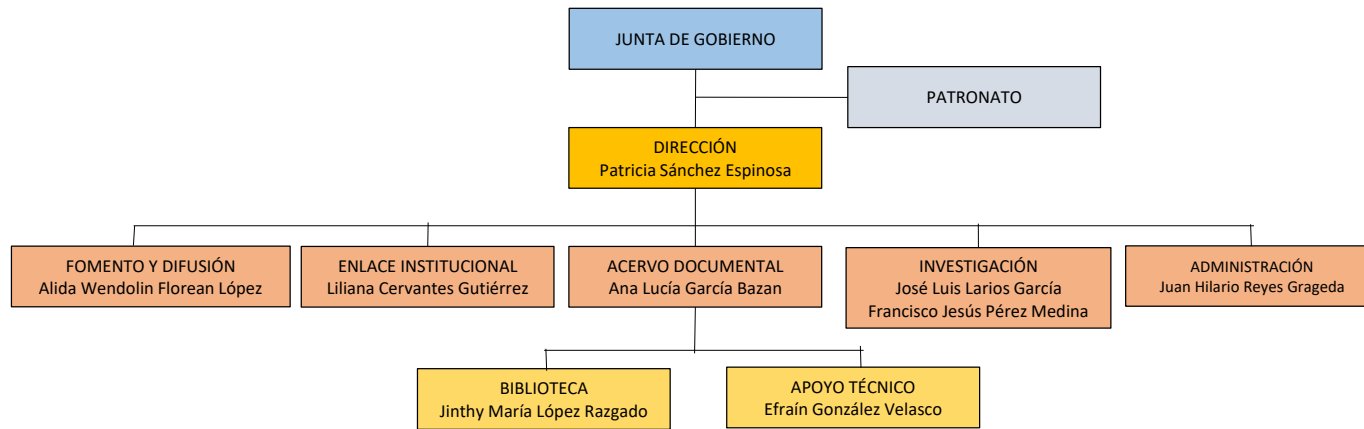 JUNTA DE GOBIERNO
PATRONATO
DIRECCIÓN
Patricia Sánchez Espinosa
FOMENTO Y DIFUSIÓN
Alida Wendolin Florean López
ENLACE INSTITUCIONAL
Liliana Cervantes Gutiérrez
ACERVO DOCUMENTAL
Ana Lucía García Bazan
INVESTIGACIÓN
José Luis Larios García
Francisco Jesús Pérez Medina
ADMINISTRACIÓN
Juan Hilario Reyes Grageda
BIBLIOTECA
Jinthy María López Razgado
APOYO TÉCNICO
Efraín González Velasco